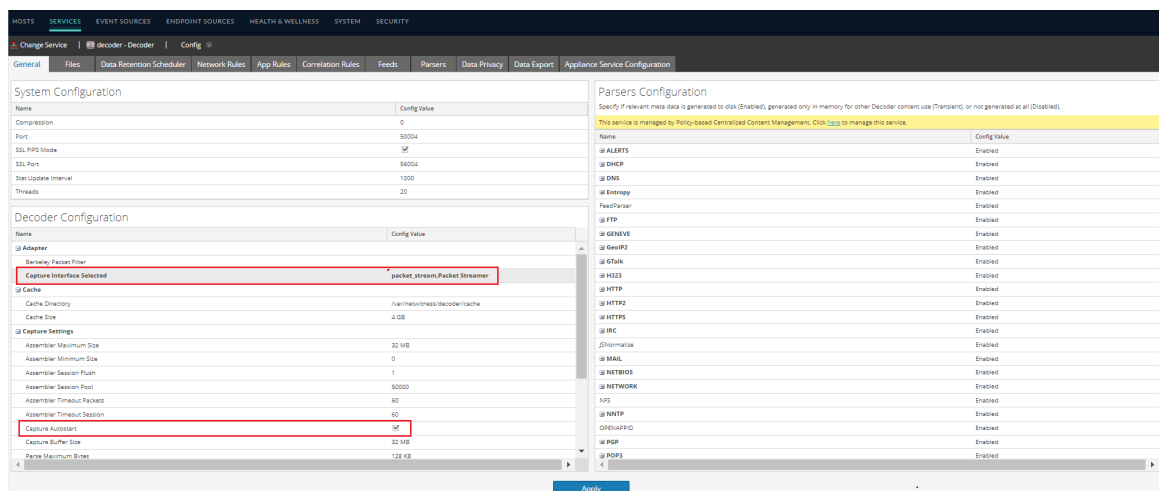 HOSTS SERVICES EVENT SOURCES ENDPOINT SOURCES HEALTH & WELLNESS SYSTEM SECURITY
Change Service | decoder - Decoder | Config
General Files Data Retention Scheduler Network Rules App Rules Correlation Rules Feeds Parsers Data Privacy Data Export Appliance Service Configuration
System Configuration
Name Config Value
Compression 0
Port 50004
SSL FIPS Mode
SSL Port 56004
Stat Update Interval 1000
Threads 20
Decoder Configuration
Name Config Value
Adapter
Berkeley Packet Filter
Capture Interface Selected packet_stream,Packet Streamer
Cache
Cache Directory /var/netwitness/decoder/cache
Cache Size 4 GB
Capture Settings
Assembler Maximum Size 32 MB
Assembler Minimum Size 0
Assembler Session Flush 1
Assembler Session Pool 50000
Assembler Timeout Packets 60
Assembler Timeout Session 60
Capture Autostart
Capture Buffer Size 32 MB
Parse Maximum Bytes 128 KB
Parsers Configuration
Specify if relevant meta data is generated to disk (Enabled), generated only in memory for other Decoder content use (Transient), or not generated at all (Disabled).
This service is managed by Policy-based Centralized Content Management. Click here to manage this service.
Name Config Value
ALERTS Enabled
DHCP Enabled
DNS Enabled
Entropy Enabled
FeedParser Enabled
FTP Enabled
GENEVE Enabled
GeoIP2 Enabled
GTalk Enabled
H323 Enabled
HTTP Enabled
HTTP2 Enabled
HTTPS Enabled
IRC Enabled
JSNormalize Enabled
MAIL Enabled
NETBIOS Enabled
NETWORK Enabled
NFS Enabled
NNTP Enabled
OPENAPPID Enabled
PGP Enabled
POP3 Enabled
Apply